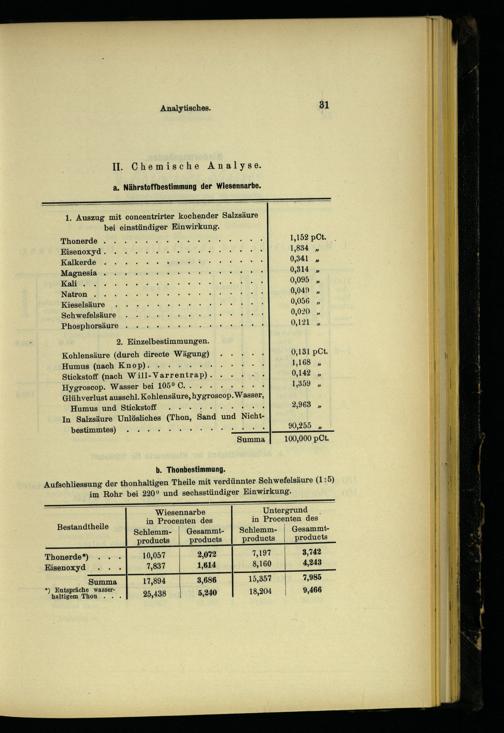 Analytisches. 31
II. Chemische Analyse.
a. Nährstoffbestimmung der Wiesennarbe.
1. Auszug mit concentrirter kochender Salzsäure
bei einstündiger Einwirkung.
Thonerde . . . . . . . . . . . . . . . . 1,152 pCt.
Eisenoxyd . . . . . . . . . . . . . . . . 1,834 „
Kalkerde . . . . . . . . . . . . . . . . 0,341 „
Magnesia . . . . . . . . . . . . . . . . 0,314 „
Kali . . . . . . . . . . . . . . . . . . 0,095 „
Natron . . . . . . . . . . . . . . . . . 0,049 „
Kieselsäure . . . . . . . . . . . . . . . 0,056 „
Schwefelsäure . . . . . . . . . . . . . . 0,020 „
Phosphorsäure . . . . . . . . . . . . . . 0,121 „
2. Einzelbestimmungen.
Kohlensäure (durch directe Wägung) . . . . . 0,131 pCt.
Humus (nach Knop) . . . . . . . . . . . . 1,168 „
Stickstoff (nach Will-Varrentrap) . . . . . . 0,142 „
Hygroscop. Wasser bei 105° C. . . . . . . . . 1,359 „
Glühverlust ausschl. Kohlensäure, hygroscop. Wasser,
Humus und Stickstoff . . . . . . . . . . 2,963 „
In Salzsäure Unlösliches (Thon, Sand und Nicht-
bestimmtes) . . . . . . . . . . . . . . 90,255 „
Summa 100,000 pCt.
b. Thonbestimmung.
Aufschliessung der thonhaltigen Theile mit verdünnter Schwefelsäure (1:5)
im Rohr bei 220° und sechsstündiger Einwirkung.
Bestandtheile Wiesennarbe in Procenten des Untergrund in Procenten des
Schlemm-products Gesammt-products Schlemm-products Gesammt-products
Thonerde*) . . . 10,057 2,072 7,197 3,742
Eisenoxyd . . . 7,837 1,614 8,160 4,243
Summa 17,894 3,686 15,357 7,985
*) Entspräche wasser-
haltigem Thon . . . 25,438 5,240 18,204 9,466